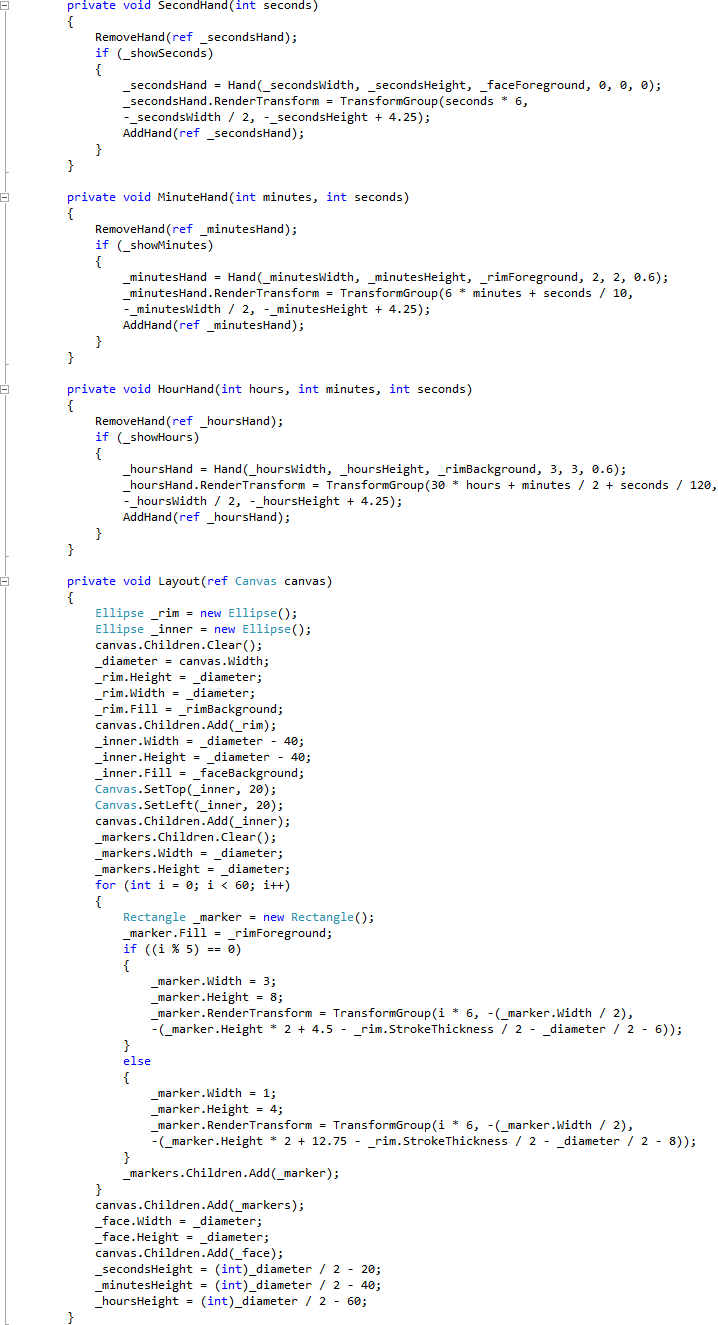 private void SecondHand(int seconds)
{
RemoveHand(ref _secondsHand);
if (_showSeconds)
{
_secondsHand = Hand(_secondsWidth, _secondsHeight, _faceForeground, 0, 0, 0);
_secondsHand.RenderTransform = TransformGroup(seconds * 6,
-_secondsWidth / 2, -_secondsHeight + 4.25);
AddHand(ref _secondsHand);
}
}
private void MinuteHand(int minutes, int seconds)
{
RemoveHand(ref _minutesHand);
if (_showMinutes)
{
_minutesHand = Hand(_minutesWidth, _minutesHeight, _rimForeground, 2, 2, 0.6);
_minutesHand.RenderTransform = TransformGroup(6 * minutes + seconds / 10,
-_minutesWidth / 2, -_minutesHeight + 4.25);
AddHand(ref _minutesHand);
}
}
private void HourHand(int hours, int minutes, int seconds)
{
RemoveHand(ref _hoursHand);
if (_showHours)
{
_hoursHand = Hand(_hoursWidth, _hoursHeight, _rimBackground, 3, 3, 0.6);
_hoursHand.RenderTransform = TransformGroup(30 * hours + minutes / 2 + seconds / 120,
-_hoursWidth / 2, -_hoursHeight + 4.25);
AddHand(ref _hoursHand);
}
}
private void Layout(ref Canvas canvas)
{
Ellipse _rim = new Ellipse();
Ellipse _inner = new Ellipse();
canvas.Children.Clear();
_diameter = canvas.Width;
_rim.Height = _diameter;
_rim.Width = _diameter;
_rim.Fill = _rimBackground;
canvas.Children.Add(_rim);
_inner.Width = _diameter - 40;
_inner.Height = _diameter - 40;
_inner.Fill = _faceBackground;
Canvas.SetTop(_inner, 20);
Canvas.SetLeft(_inner, 20);
canvas.Children.Add(_inner);
_markers.Children.Clear();
_markers.Width = _diameter;
_markers.Height = _diameter;
for (int i = 0; i < 60; i++)
{
Rectangle _marker = new Rectangle();
_marker.Fill = _rimForeground;
if ((i % 5) == 0)
{
_marker.Width = 3;
_marker.Height = 8;
_marker.RenderTransform = TransformGroup(i * 6, -(_marker.Width / 2),
-(_marker.Height * 2 + 4.5 - _rim.StrokeThickness / 2 - _diameter / 2 - 6));
}
else
{
_marker.Width = 1;
_marker.Height = 4;
_marker.RenderTransform = TransformGroup(i * 6, -(_marker.Width / 2),
-(_marker.Height * 2 + 12.75 - _rim.StrokeThickness / 2 - _diameter / 2 - 8));
}
_markers.Children.Add(_marker);
}
canvas.Children.Add(_markers);
_face.Width = _diameter;
_face.Height = _diameter;
canvas.Children.Add(_face);
_secondsHeight = (int)_diameter / 2 - 20;
_minutesHeight = (int)_diameter / 2 - 40;
_hoursHeight = (int)_diameter / 2 - 60;
}